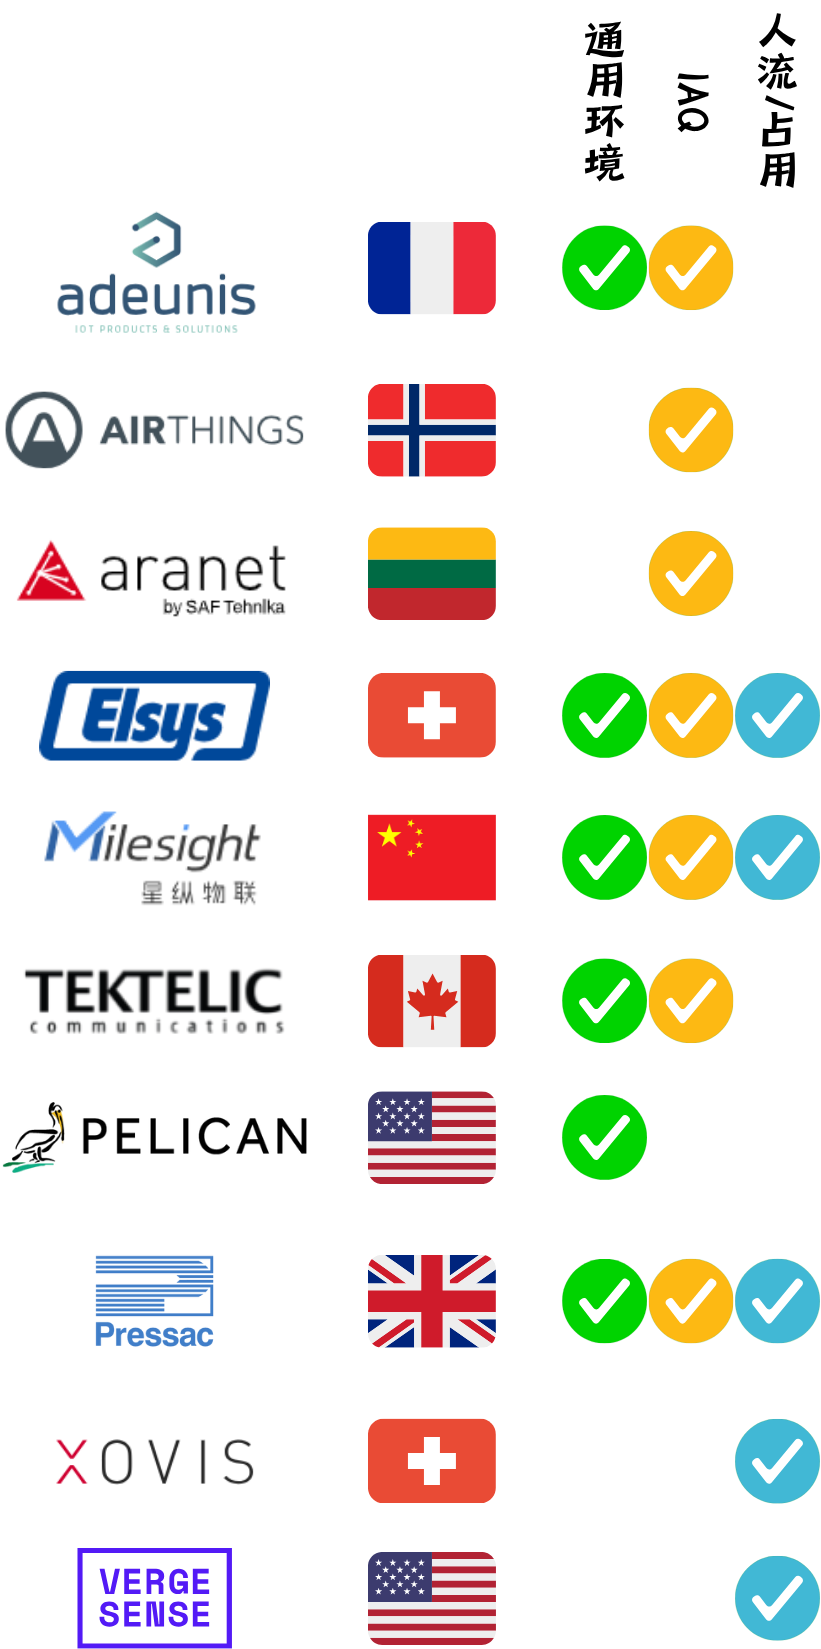 通用环境
IAQ
人流/占用
adeunis
IOT PRODUCTS & SOLUTIONS
AIRTHINGS
aranet
by SAF Tehnika
Elsys
Milesight
星纵物联
TEKTELIC
communications
PELICAN
Pressac
XOVIS
VERGE
SENSE